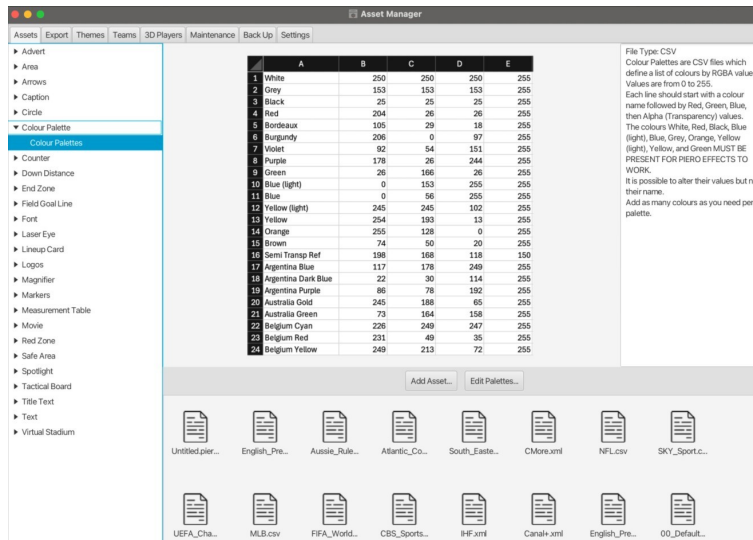 Asset Manager
Assets Export Themes Teams 3D Players Maintenance Back Up Settings
Advert
Area
Arrows
Caption
Circle
Colour Palette
Colour Palettes
Counter
Down Distance
End Zone
Field Goal Line
Font
Laser Eye
Lineup Card
Logos
Magnifier
Markers
Measurement Table
Movie
Red Zone
Safe Area
Spotlight
Tactical Board
Title Text
Text
Virtual Stadium
A B C D E
1 White 250 250 250 255
2 Grey 153 153 153 255
3 Black 25 25 25 255
4 Red 204 26 26 255
5 Bordeaux 105 29 18 255
6 Burgundy 206 0 97 255
7 Violet 92 54 151 255
8 Purple 178 26 244 255
9 Green 26 166 26 255
10 Blue (light) 0 153 255 255
11 Blue 0 56 255 255
12 Yellow (light) 245 245 102 255
13 Yellow 254 193 13 255
14 Orange 255 128 0 255
15 Brown 74 50 20 255
16 Semi Transp Ref 198 168 118 150
17 Argentina Blue 117 178 249 255
18 Argentina Dark Blue 22 30 114 255
19 Argentina Purple 86 78 192 255
20 Australia Gold 245 188 65 255
21 Australia Green 73 164 158 255
22 Belgium Cyan 226 249 247 255
23 Belgium Red 231 49 35 255
24 Belgium Yellow 249 213 72 255
File Type: CSV
Colour Palettes are CSV files which
define a list of colours by RGBA value
Values are from 0 to 255.
Each line should start with a colour
name followed by Red, Green, Blue,
then Alpha (Transparency) values.
The colours White, Red, Black, Blue
(light), Blue, Grey, Orange, Yellow
(light), Yellow, and Green MUST BE
PRESENT FOR PIERO EFFECTS TO
WORK.
It is possible to alter their values but n
their name.
Add as many colours as you need per
palette.
Add Asset... Edit Palettes...
Untitled.pier... English_Pre... Aussie_Rule... Atlantic_Co... South_Easte... CMore.xml NFL.csv SKY_Sport.c...
UEFA_Cha... MLB.csv FIFA_World... CBS_Sports... IHF.xml Canal+.xml English_Pre... 00_Default...